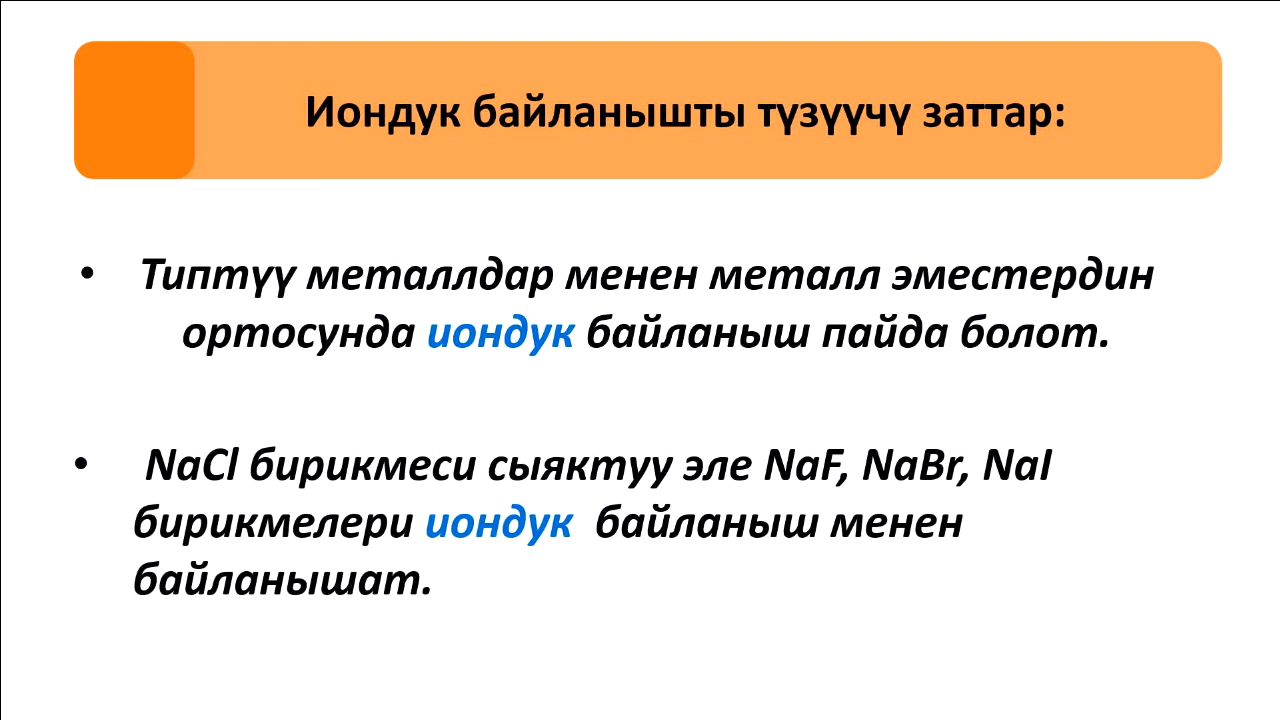 Иондук байланышты түзүүчү заттар:
• Типтүү металлдар менен металл эместердин
ортосунда иондук байланыш пайда болот.
• NaCl бирикмеси сыяктуу эле NaF, NaBr, NaI
бирикмелери иондук байланыш менен
байланышат.